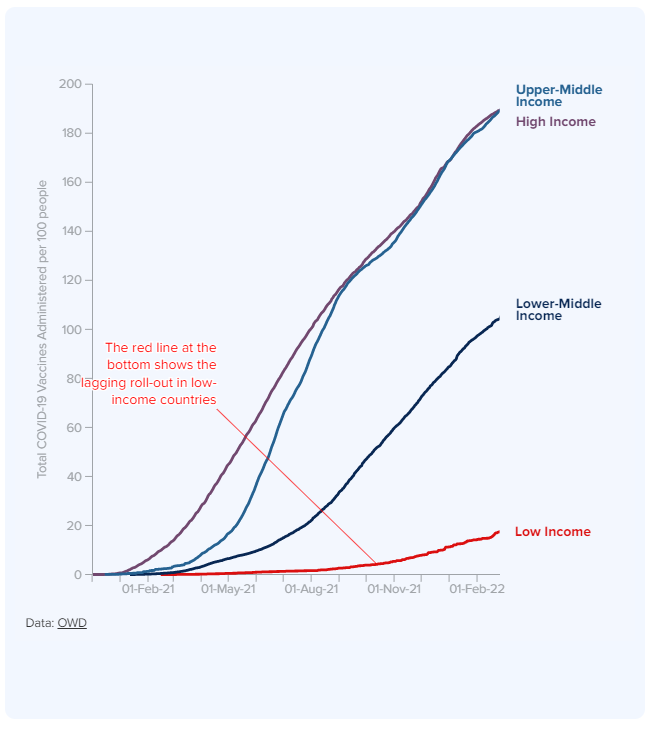 200
180
160
140
120
100
80
60
40
20
0
Total COVID-19 Vaccines Administered per 100 people
Upper-Middle
Income
High Income
Lower-Middle
Income
The red line at the
bottom shows the
lagging roll-out in low-
income countries
Low Income
01-Feb-21
01-May-21
01-Aug-21
01-Nov-21
01-Feb-22
Data: OWD